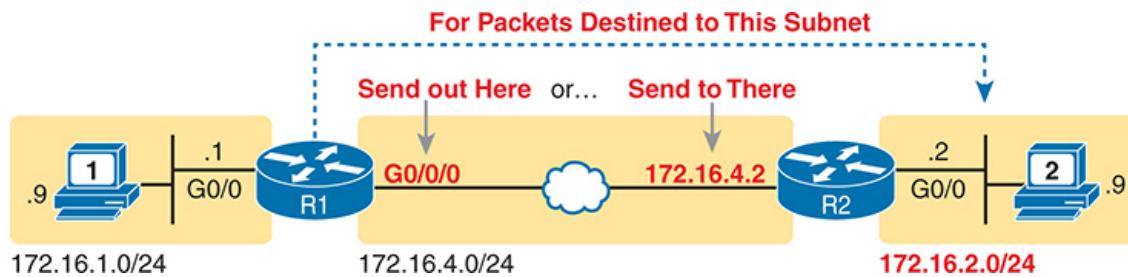 For Packets Destined to This Subnet
Send out Here or... Send to There
.1
.2
1
G0/0/0
172.16.4.2
2
.9
G0/0
R1
R2
G0/0
.9
172.16.1.0/24
172.16.4.0/24
172.16.2.0/24